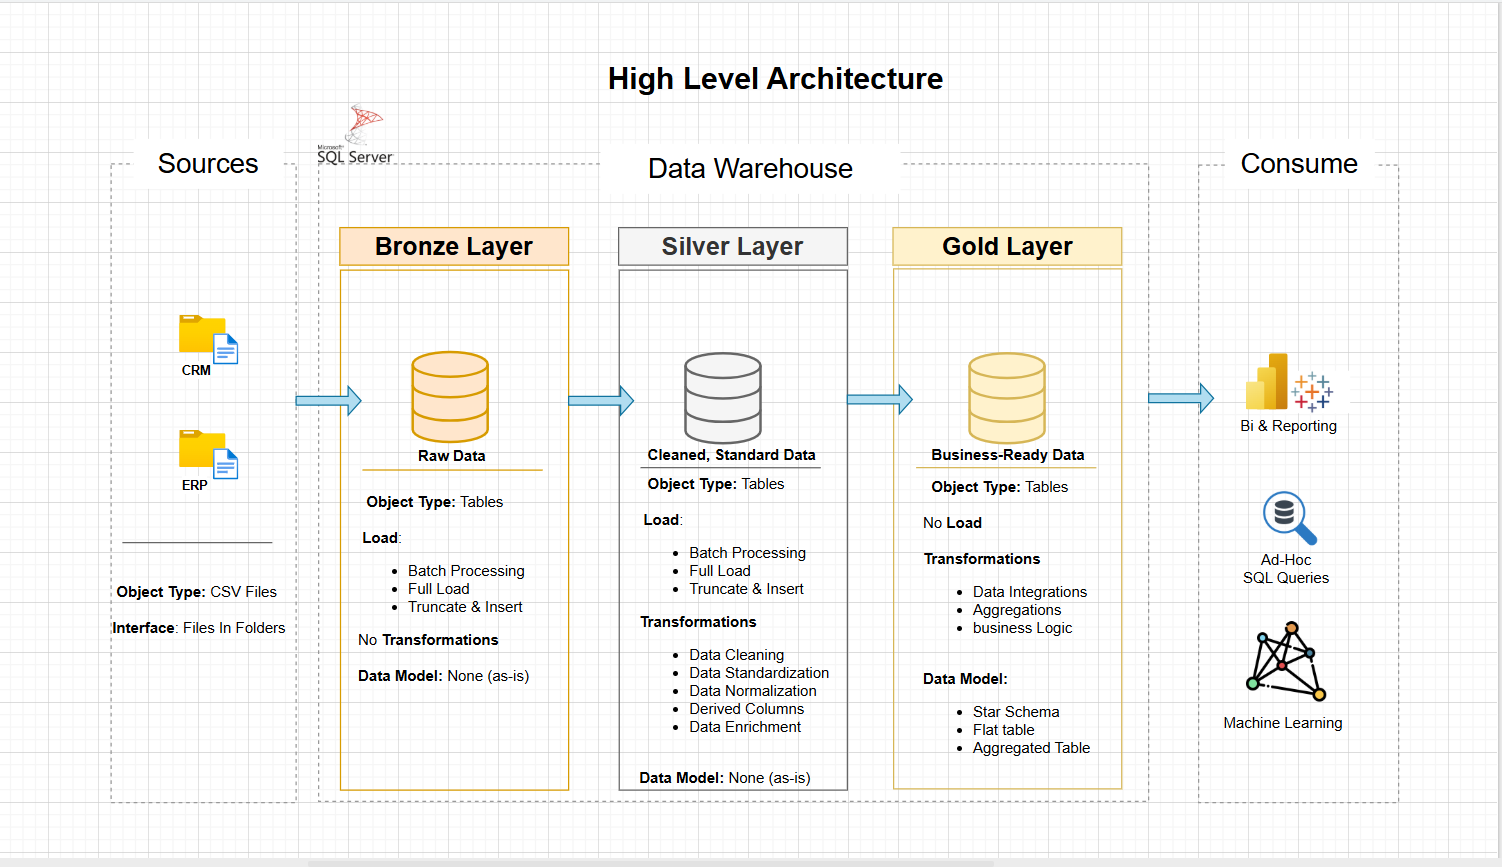 High Level Architecture
Microsoft®
SQL Server
Sources
Data Warehouse
Consume
CRM
ERP
Object Type: CSV Files
Interface: Files In Folders
Bronze Layer
Raw Data
Object Type: Tables
Load:
• Batch Processing
• Full Load
• Truncate & Insert
No Transformations
Data Model: None (as-is)
Silver Layer
Cleaned, Standard Data
Object Type: Tables
Load:
• Batch Processing
• Full Load
• Truncate & Insert
Transformations
• Data Cleaning
• Data Standardization
• Data Normalization
• Derived Columns
• Data Enrichment
Data Model: None (as-is)
Gold Layer
Business-Ready Data
Object Type: Tables
No Load
Transformations
• Data Integrations
• Aggregations
• business Logic
Data Model:
• Star Schema
• Flat table
• Aggregated Table
Bi & Reporting
Ad-Hoc
SQL Queries
Machine Learning